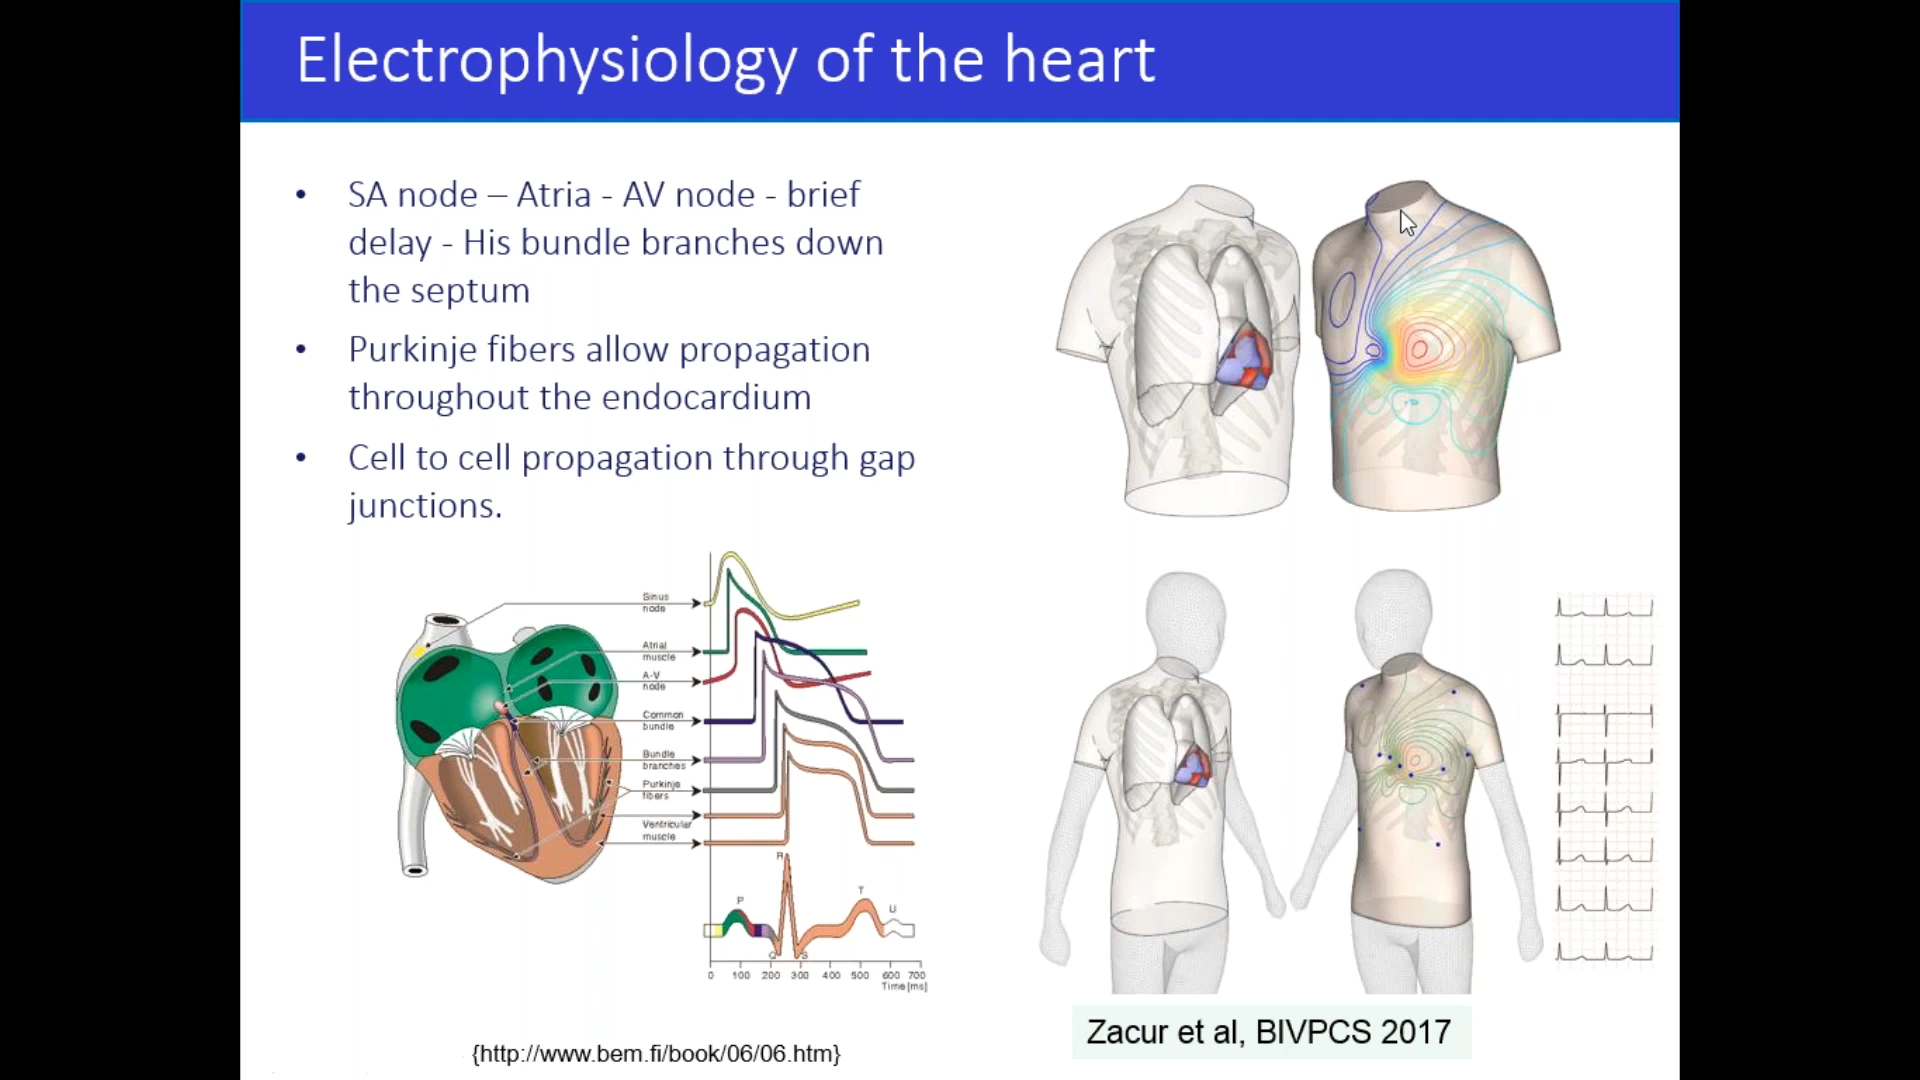 Electrophysiology of the heart
• SA node – Atria - AV node - brief
delay - His bundle branches down
the septum
• Purkinje fibers allow propagation
throughout the endocardium
• Cell to cell propagation through gap
junctions.
Sinus
node
Atrial
muscle
A-V
node
Common
bundle
Bundle
branches
Purkinje
fibers
Ventricular
muscle
R
P
T
U
Q
S
0 100 200 300 400 500 600 700
Time [ms]
{http://www.bem.fi/book/06/06.htm}
Zacur et al, BIVPCS 2017